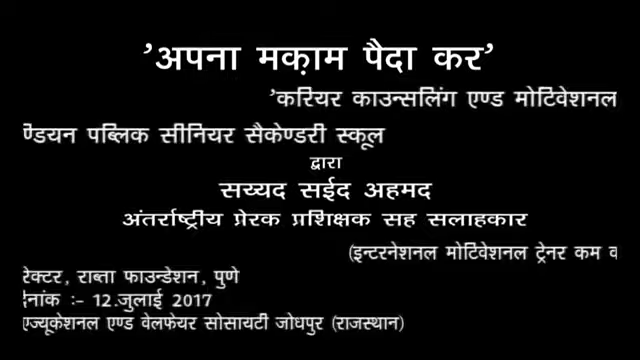 'अपना मक़ाम पैदा कर'
'करियर काउन्सलिंग एण्ड मोटिवेशनल
ण्डियन पब्लिक सीनियर सैकेण्डरी स्कूल
द्वारा
सय्यद सईद अहमद
अंतर्राष्ट्रीय प्रेरक प्रशिक्षक सह सलाहकार
(इन्टरनेशनल मोटिवेशनल ट्रेनर कम
रेक्टर, राब्ता फाउन्डेशन, पुणे
नांक :- 12.जुलाई 2017
एज्यूकेशनल एण्ड वेलफेयर सोसायटी जोधपुर (राजस्थान)